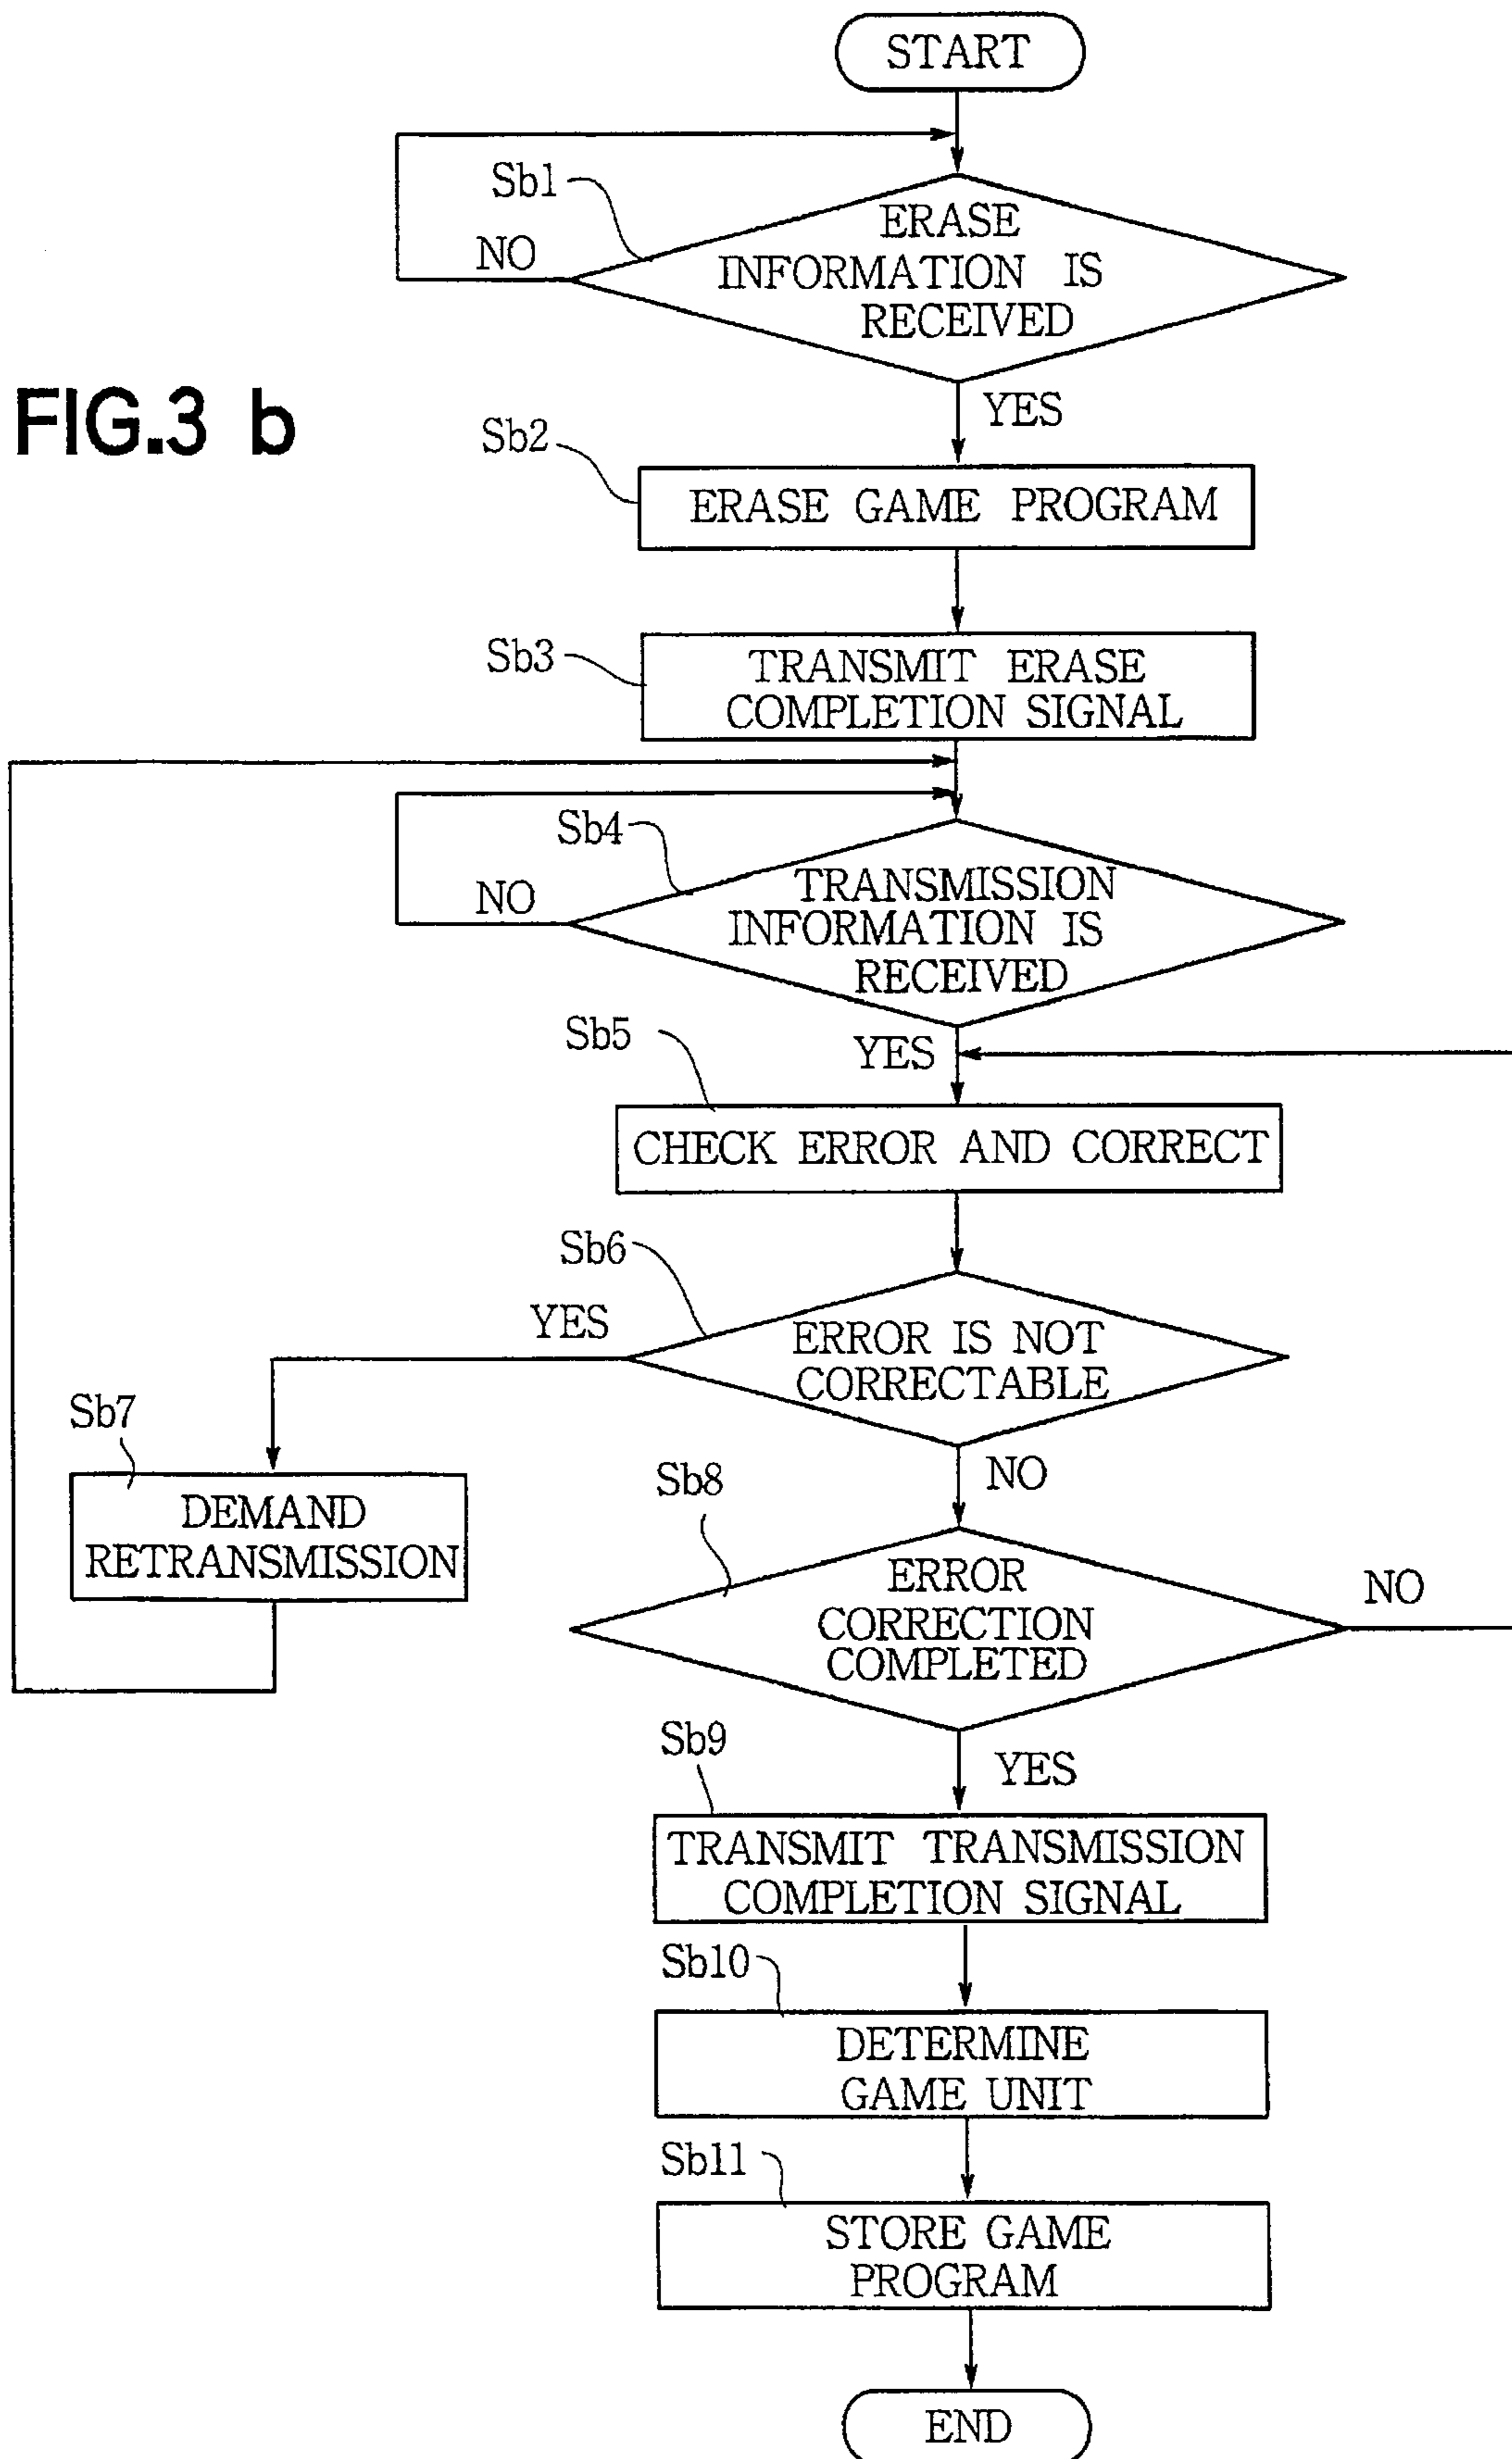 START
Sb1
ERASE
INFORMATION IS
RECEIVED
NO
YES
FIG.3 b
Sb2
ERASE GAME PROGRAM
Sb3
TRANSMIT ERASE
COMPLETION SIGNAL
Sb4
TRANSMISSION
INFORMATION IS
RECEIVED
NO
YES
Sb5
CHECK ERROR AND CORRECT
Sb6
YES
ERROR IS NOT
CORRECTABLE
Sb7
DEMAND
RETRANSMISSION
NO
Sb8
ERROR
CORRECTION
COMPLETED
NO
YES
Sb9
TRANSMIT TRANSMISSION
COMPLETION SIGNAL
Sb10
DETERMINE
GAME UNIT
Sb11
STORE GAME
PROGRAM
END